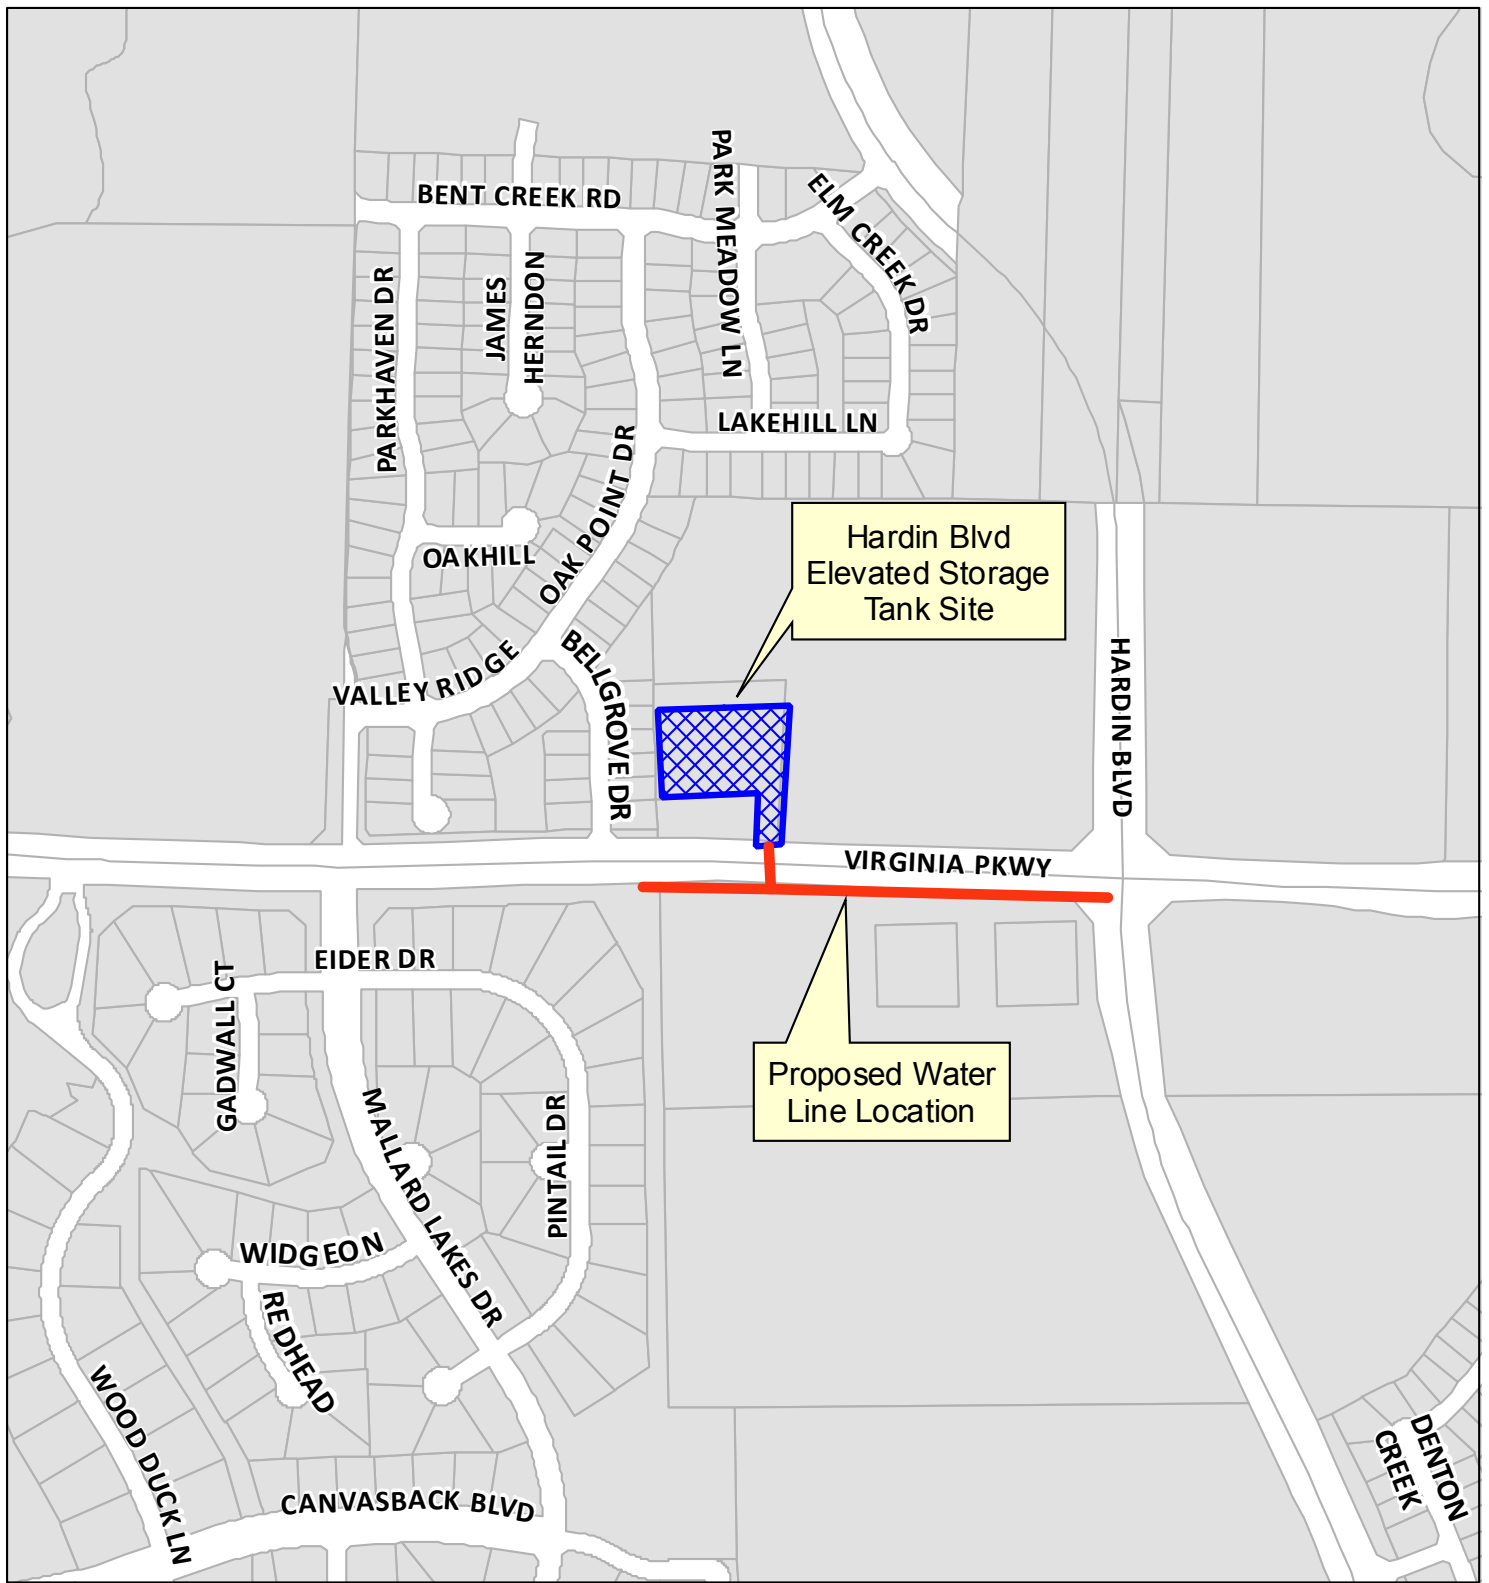 BENT CREEK RD
PARK MEADOW LN
ELM CREEK DR
PARKHAVEN DR
JAMES
HERNDON
LAKEHILL LN
OAK POINT DR
OAKHILL
Hardin Blvd
Elevated Storage
Tank Site
VALLEY RIDGE
BELLGROVE DR
HARDIN BLVD
VIRGINIA PKWY
EIDER DR
GADWALL CT
Proposed Water
Line Location
MALLARD LAKES DR
PINTAIL DR
WIDGEON
REDHEAD
WOOD DUCK LN
CANVASBACK BLVD
DENTON
CREEK